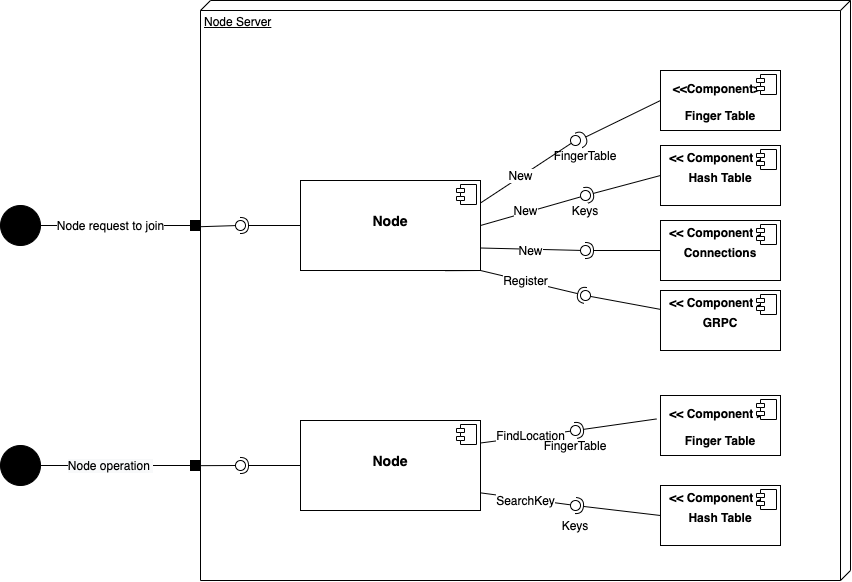 Node Server
<<Component>
Finger Table
FingerTable
New
<< Component
Hash Table
Node
New
Keys
Node request to join
<< Component
Connections
New
Register
<< Component
GRPC
<< Component
Finger Table
FindLocation
FingerTable
Node
Node operation
SearchKey
<< Component
Hash Table
Keys